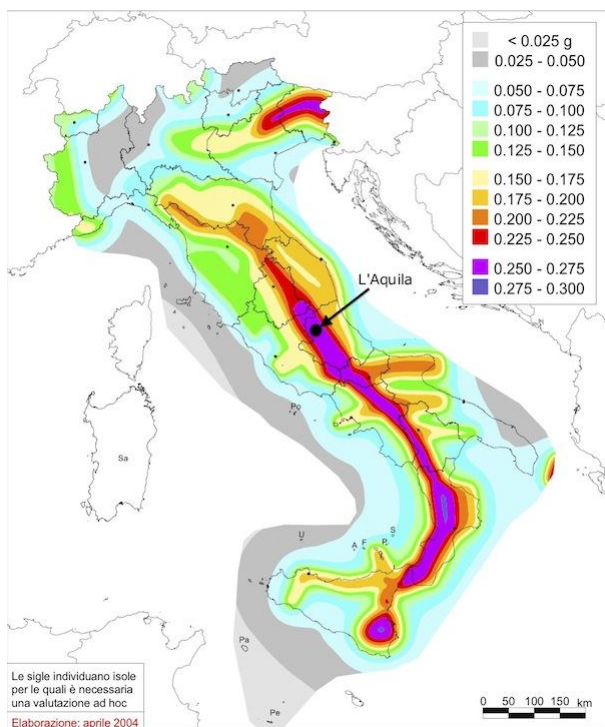 < 0.025 g
0.025 - 0.050
0.050 - 0.075
0.075 - 0.100
0.100 - 0.125
0.125 - 0.150
0.150 - 0.175
0.175 - 0.200
0.200 - 0.225
0.225 - 0.250
0.250 - 0.275
0.275 - 0.300
L'Aquila
Po
Sa
S
U
A F P
Pa
Pe
Le sigle individuano isole
per le quali è necessaria
una valutazione ad hoc
Elaborazione: aprile 2004
0 50 100 150 km